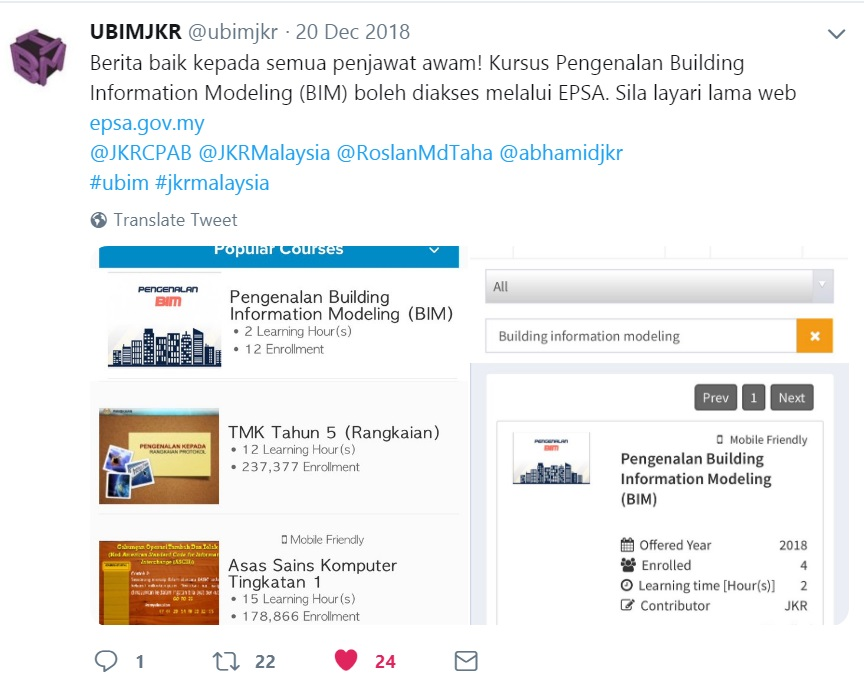 UBIMJKR @ubimjkr · 20 Dec 2018
Berita baik kepada semua penjawat awam! Kursus Pengenalan Building
Information Modeling (BIM) boleh diakses melalui EPSA. Sila layari lama web
epsa.gov.my
@JKRCPAB @JKRMalaysia @RoslanMdTaha @abhamidjkr
#ubim #jkrmalaysia
Translate Tweet
Popular Courses
PENGENALAN
BIM
Pengenalan Building
Information Modeling (BIM)
• 2 Learning Hour(s)
• 12 Enrollment
PENGENALAN KEPADA
RANGKAIAN PROTOKOL
TMK Tahun 5 (Rangkaian)
• 12 Learning Hour(s)
• 237,377 Enrollment
Mobile Friendly
Asas Sains Komputer
Tingkatan 1
• 15 Learning Hour(s)
• 178,866 Enrollment
All
Building information modeling
Prev 1 Next
PENGENALAN
BIM
Mobile Friendly
Pengenalan Building
Information Modeling
(BIM)
Offered Year 2018
Enrolled 4
Learning time [Hour(s)] 2
Contributor JKR
1 22 24